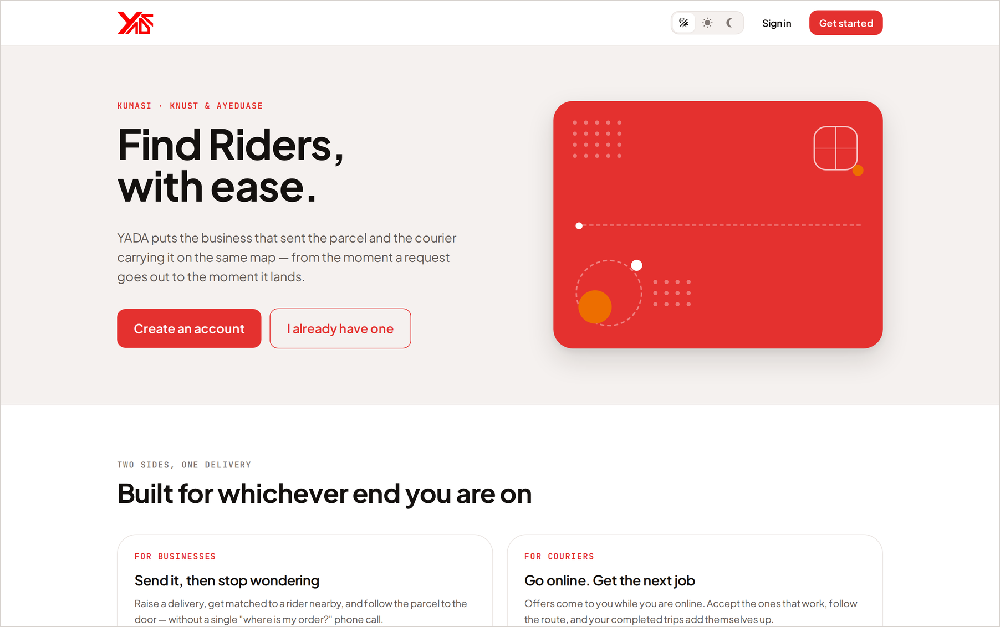 YADA
Sign in
Get started
KUMASI · KNUST & AYEDUASE
Find Riders,
with ease.
YADA puts the business that sent the parcel and the courier
carrying it on the same map — from the moment a request
goes out to the moment it lands.
Create an account
I already have one
TWO SIDES, ONE DELIVERY
Built for whichever end you are on
FOR BUSINESSES
Send it, then stop wondering
Raise a delivery, get matched to a rider nearby, and follow the parcel to the
door — without a single "where is my order?" phone call.
FOR COURIERS
Go online. Get the next job
Offers come to you while you are online. Accept the ones that work, follow
the route, and your completed trips add themselves up.